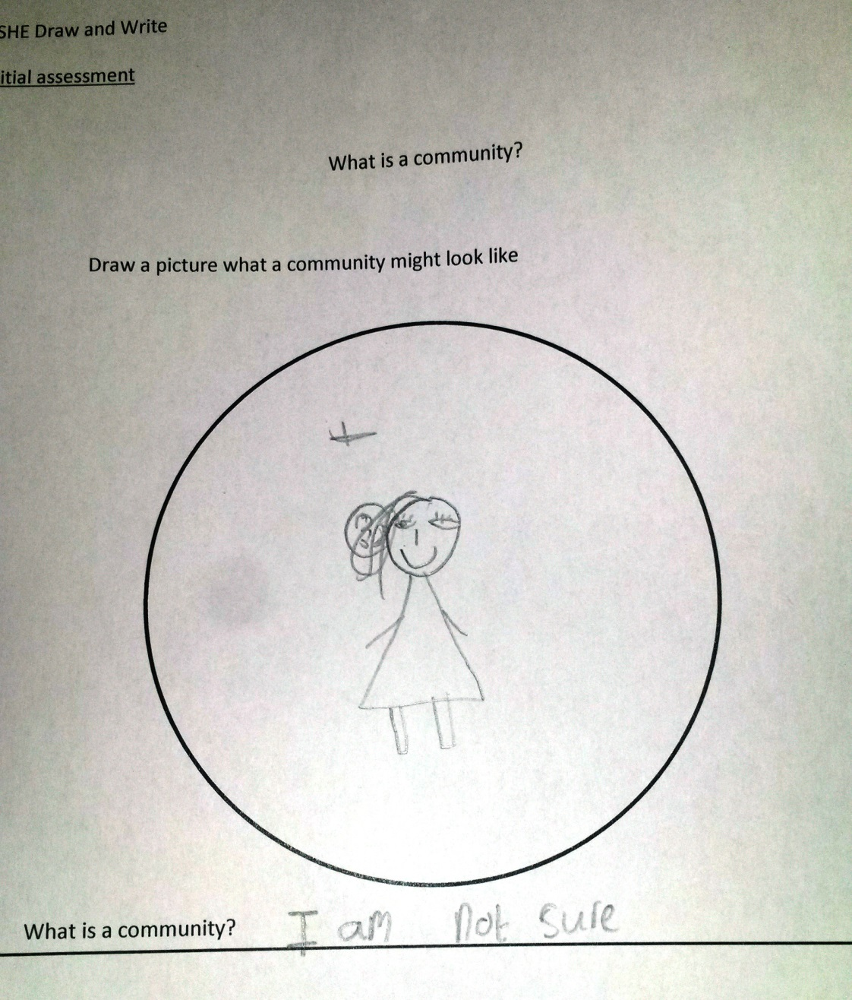 SHE Draw and Write
itial assessment
What is a community?
Draw a picture what a community might look like
What is a community? I am not sure